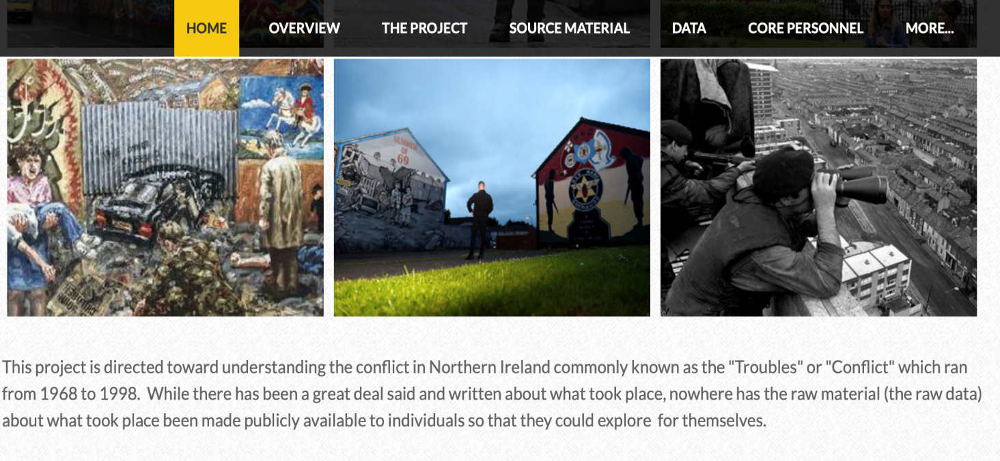 HOME OVERVIEW THE PROJECT SOURCE MATERIAL DATA CORE PERSONNEL MORE...
SUMMER
OF
69
RED HAND
COMMANDO
This project is directed toward understanding the conflict in Northern Ireland commonly known as the "Troubles" or "Conflict" which ran
from 1968 to 1998.  While there has been a great deal said and written about what took place, nowhere has the raw material (the raw data)
about what took place been made publicly available to individuals so that they could explore  for themselves.